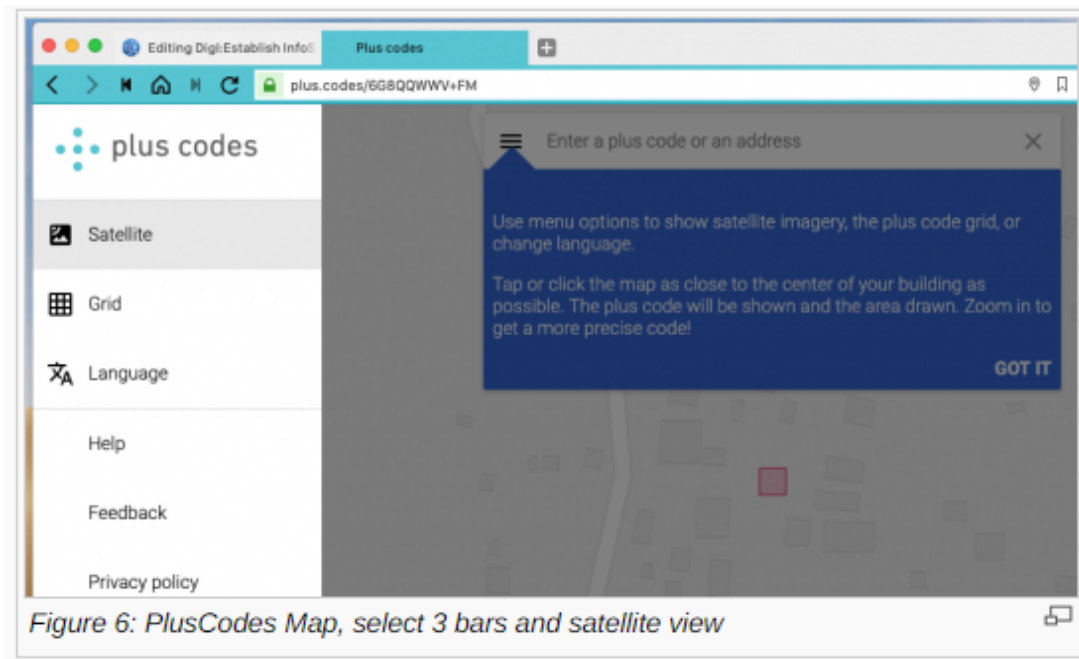 Editing Digl:Establish InfoS
Plus codes
plus.codes/6G8QQWWV+FM
plus codes
Enter a plus code or an address
Satellite
Use menu options to show satellite imagery, the plus code grid, or
change language.
Tap or click the map as close to the center of your building as
possible. The plus code will be shown and the area drawn. Zoom in to
get a more precise code!
GOT IT
Grid
Language
Help
Feedback
Privacy policy
Figure 6: PlusCodes Map, select 3 bars and satellite view